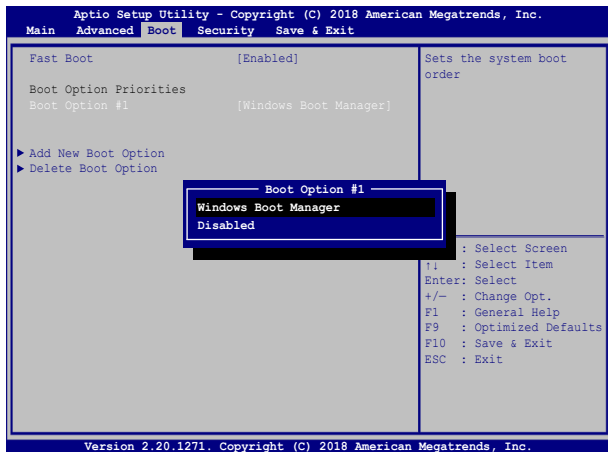 Aptio Setup Utility - Copyright (C) 2018 American Megatrends, Inc.
Main Advanced Boot Security Save & Exit
Fast Boot [Enabled]
Sets the system boot
order
Boot Option Priorities
Boot Option #1 [Windows Boot Manager]
Add New Boot Option
Delete Boot Option
Boot Option #1
Windows Boot Manager
Disabled
: Select Screen
↑↓ : Select Item
Enter: Select
+/— : Change Opt.
F1 : General Help
F9 : Optimized Defaults
F10 : Save & Exit
ESC : Exit
Version 2.20.1271. Copyright (C) 2018 American Megatrends, Inc.